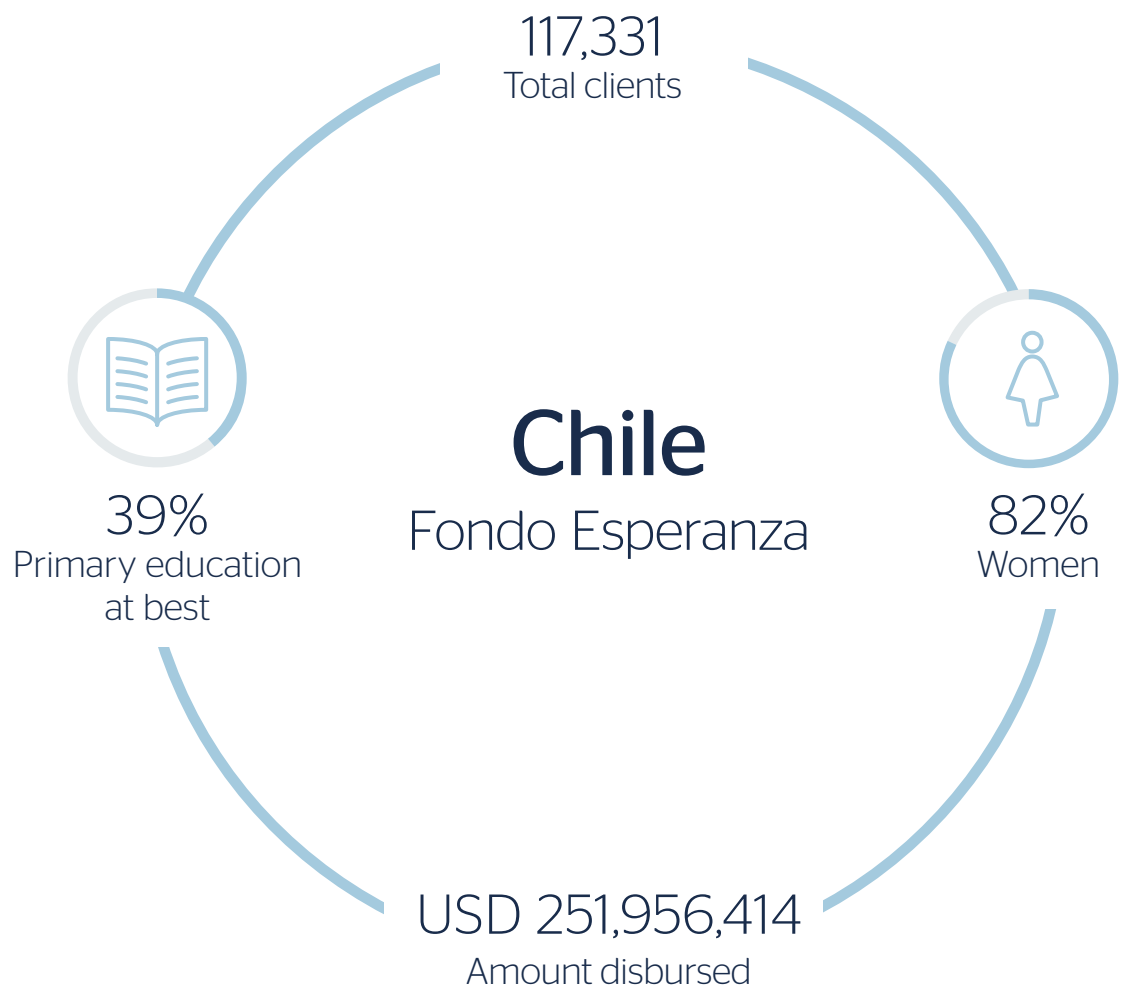 117,331
Total clients
39%
Primary education
at best
Chile
Fondo Esperanza
82%
Women
USD 251,956,414
Amount disbursed